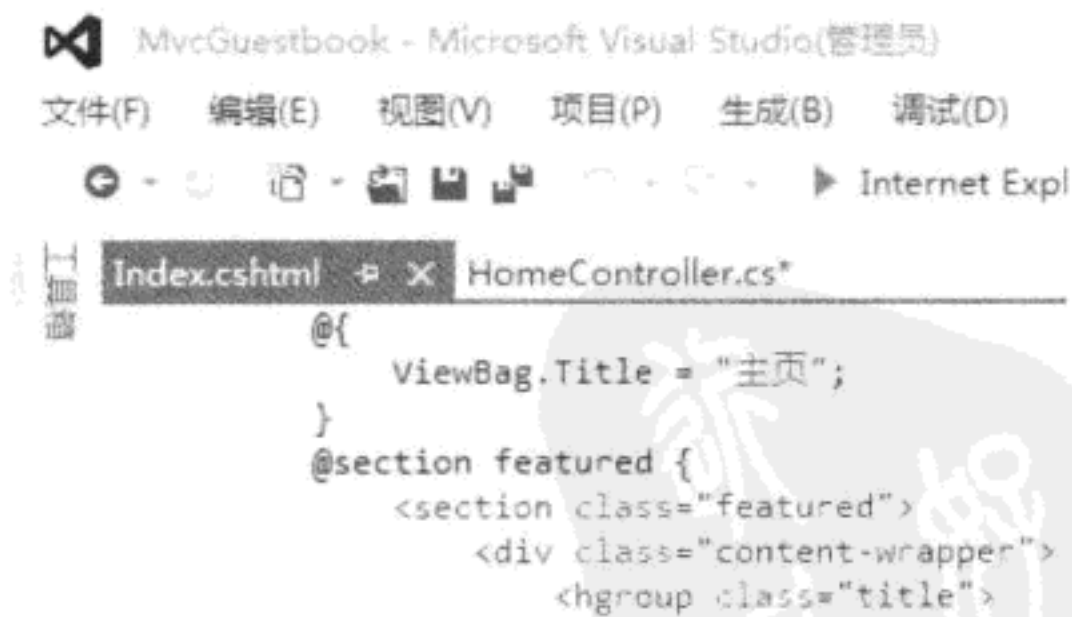 MvcGuestbook - Microsoft Visual Studio(管理员)
文件(F) 编辑(E) 视图(V) 项目(P) 生成(B) 调试(D)
Internet Expl
Index.cshtml HomeController.cs*
@{
ViewBag.Title = "主页";
}
@section featured {
<section class="featured">
<div class="content-wrapper">
<hgroup class="title">